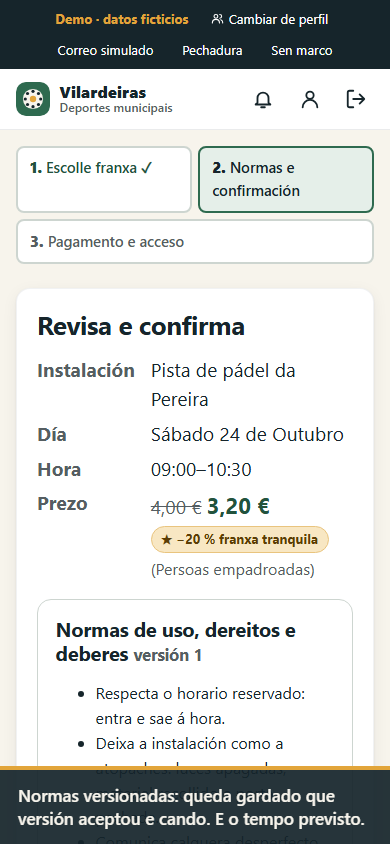 Demo · datos ficticios Cambiar de perfil
Correo simulado Pechadura Sen marco
Vilardeiras
Deportes municipais
1. Escolle franxa ✓
2. Normas e
confirmación
3. Pagamento e acceso
Revisa e confirma
Instalación Pista de pádel da
Pereira
Día Sábado 24 de Outubro
Hora 09:00–10:30
Prezo 4,00 € 3,20 €
★ −20 % franxa tranquila
(Persoas empadroadas)
Normas de uso, dereitos e
deberes versión 1
• Respecta o horario reservado:
entra e sae á hora.
• Deixa a instalación como a
atopaches: luces apagadas,
Normas versionadas: queda gardado que
versión aceptou e cando. E o tempo previsto.